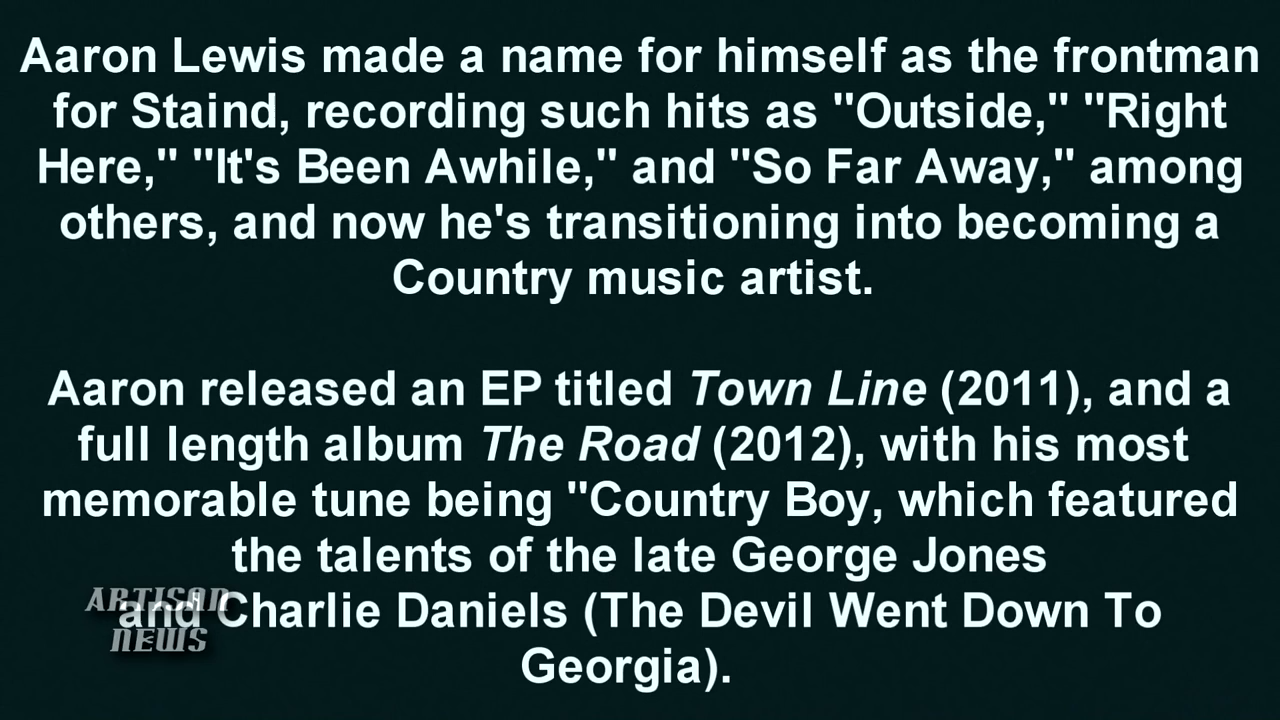 Aaron Lewis made a name for himself as the frontman
for Staind, recording such hits as "Outside," "Right
Here," "It's Been Awhile," and "So Far Away," among
others, and now he's transitioning into becoming a
Country music artist.
Aaron released an EP titled Town Line (2011), and a
full length album The Road (2012), with his most
memorable tune being "Country Boy, which featured
the talents of the late George Jones
and Charlie Daniels (The Devil Went Down To
Georgia).
ARTISAN
NEWS